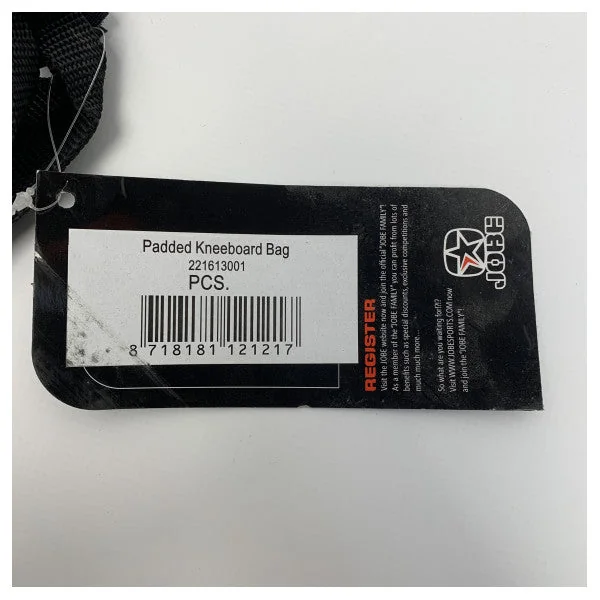 Padded Kneeboard Bag
221613001
PCS.
8 718181 121217
REGISTER
Visit the JOBE website now and join the official "JOBE FAMILY"!
As a member of the "JOBE FAMILY" you can profit from lots of
benefits such as special discounts, exclusive competitions and
much much more...
So what are you waiting for?!?
Visit WWW.JOBESPORTS.COM now
and join the "JOBE FAMILY"!
JOBE